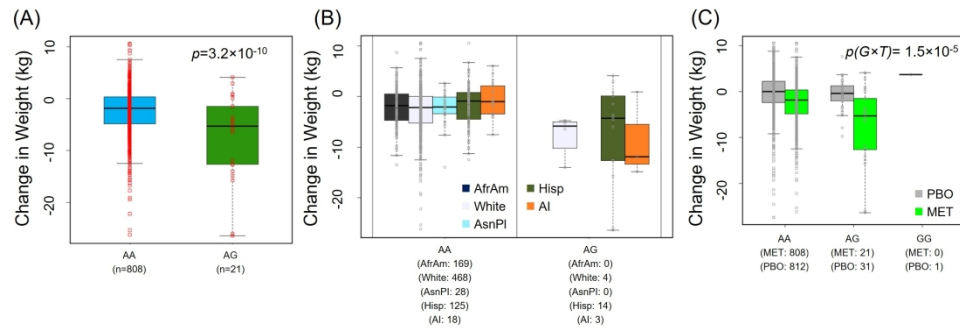 (A)
Change in Weight (kg)
10
0
-10
-20
p=3.2×10-10
AA
(n=808)
AG
(n=21)
(B)
Change in Weight (kg)
10
0
-10
-20
AfrAm
White
AsnPI
Hisp
AI
AA
(AfrAm: 169)
(White: 468)
(AsnPI: 28)
(Hisp: 125)
(AI: 18)
AG
(AfrAm: 0)
(White: 4)
(AsnPI: 0)
(Hisp: 14)
(AI: 3)
(C)
Change in Weight (kg)
10
0
-10
-20
p(G×T)= 1.5×10-5
PBO
MET
AA
(MET: 808)
(PBO: 812)
AG
(MET: 21)
(PBO: 31)
GG
(MET: 0)
(PBO: 1)